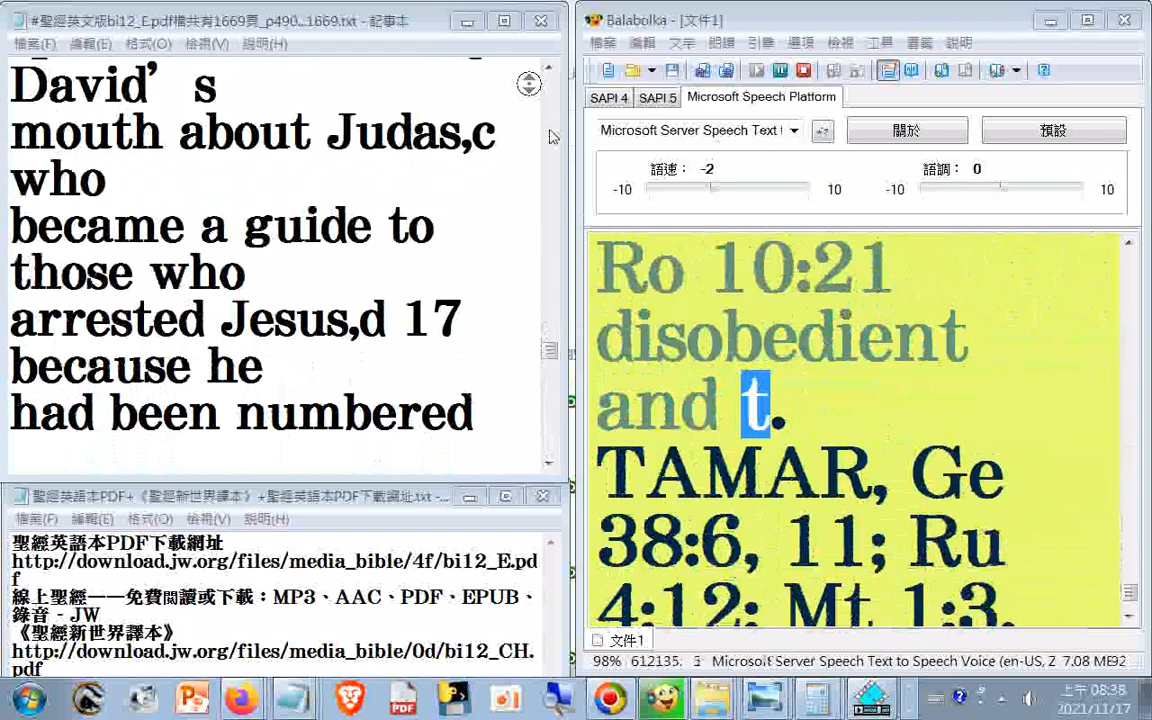 #聖經英文版bi12_E.pdf檔共有1669頁_p490...1669.txt - 記事本
檔案(F) 編輯(E) 格式(O) 檢視(V) 說明(H)
David’s
mouth about Judas,c
who
became a guide to
those who
arrested Jesus,d 17
because he
had been numbered
聖經英語本PDF+《聖經新世界譯本》+聖經英語本PDF下載網址.txt -...
檔案(F) 編輯(E) 格式(O) 檢視(V) 說明(H)
聖經英語本PDF下載網址
http://download.jw.org/files/media_bible/4f/bi12_E.pd
f
線上聖經——免費閱讀或下載：MP3、AAC、PDF、EPUB、
錄音 - JW
《聖經新世界譯本》
http://download.jw.org/files/media_bible/0d/bi12_CH.
pdf
Balabolka - [文件1]
檔案 編輯 文字 朗讀 引擎 選項 檢視 工具 書籤 說明
SAPI 4 SAPI 5 Microsoft Speech Platform
Microsoft Server Speech Text t 關於 預設
語速： -2 語調： 0
-10 10 -10 10
Ro 10:21
disobedient
and t.
TAMAR, Ge
38:6, 11; Ru
4:12; Mt 1:3.
文件1
98% 612135. Microsoft Server Speech Text to Speech Voice (en-US, Z 7.08 ME92
PDF
上午 08:38
2021/11/17